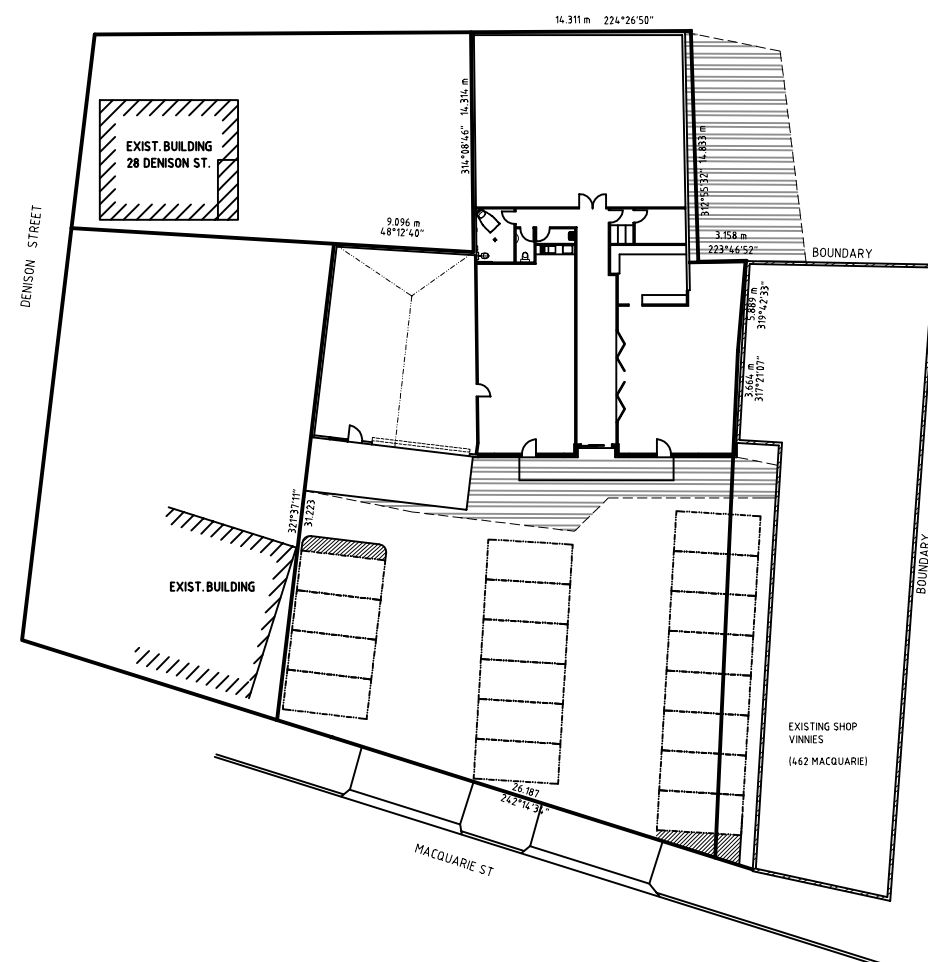 14.311 m 224°26'50"
314°08'46" 14.314 m
EXIST. BUILDING
28 DENISON ST.
312°55'32" 14.833 m
DENISON STREET
9.096 m
48°12'40"
3.158 m
223°46'52"
BOUNDARY
5.889 m
319°42'33"
3.664 m
317°21'07"
321°37'11"
31.223
BOUNDARY
EXIST. BUILDING
EXISTING SHOP
VINNIES
(462 MACQUARIE)
26.187
242°14'34"
MACQUARIE ST